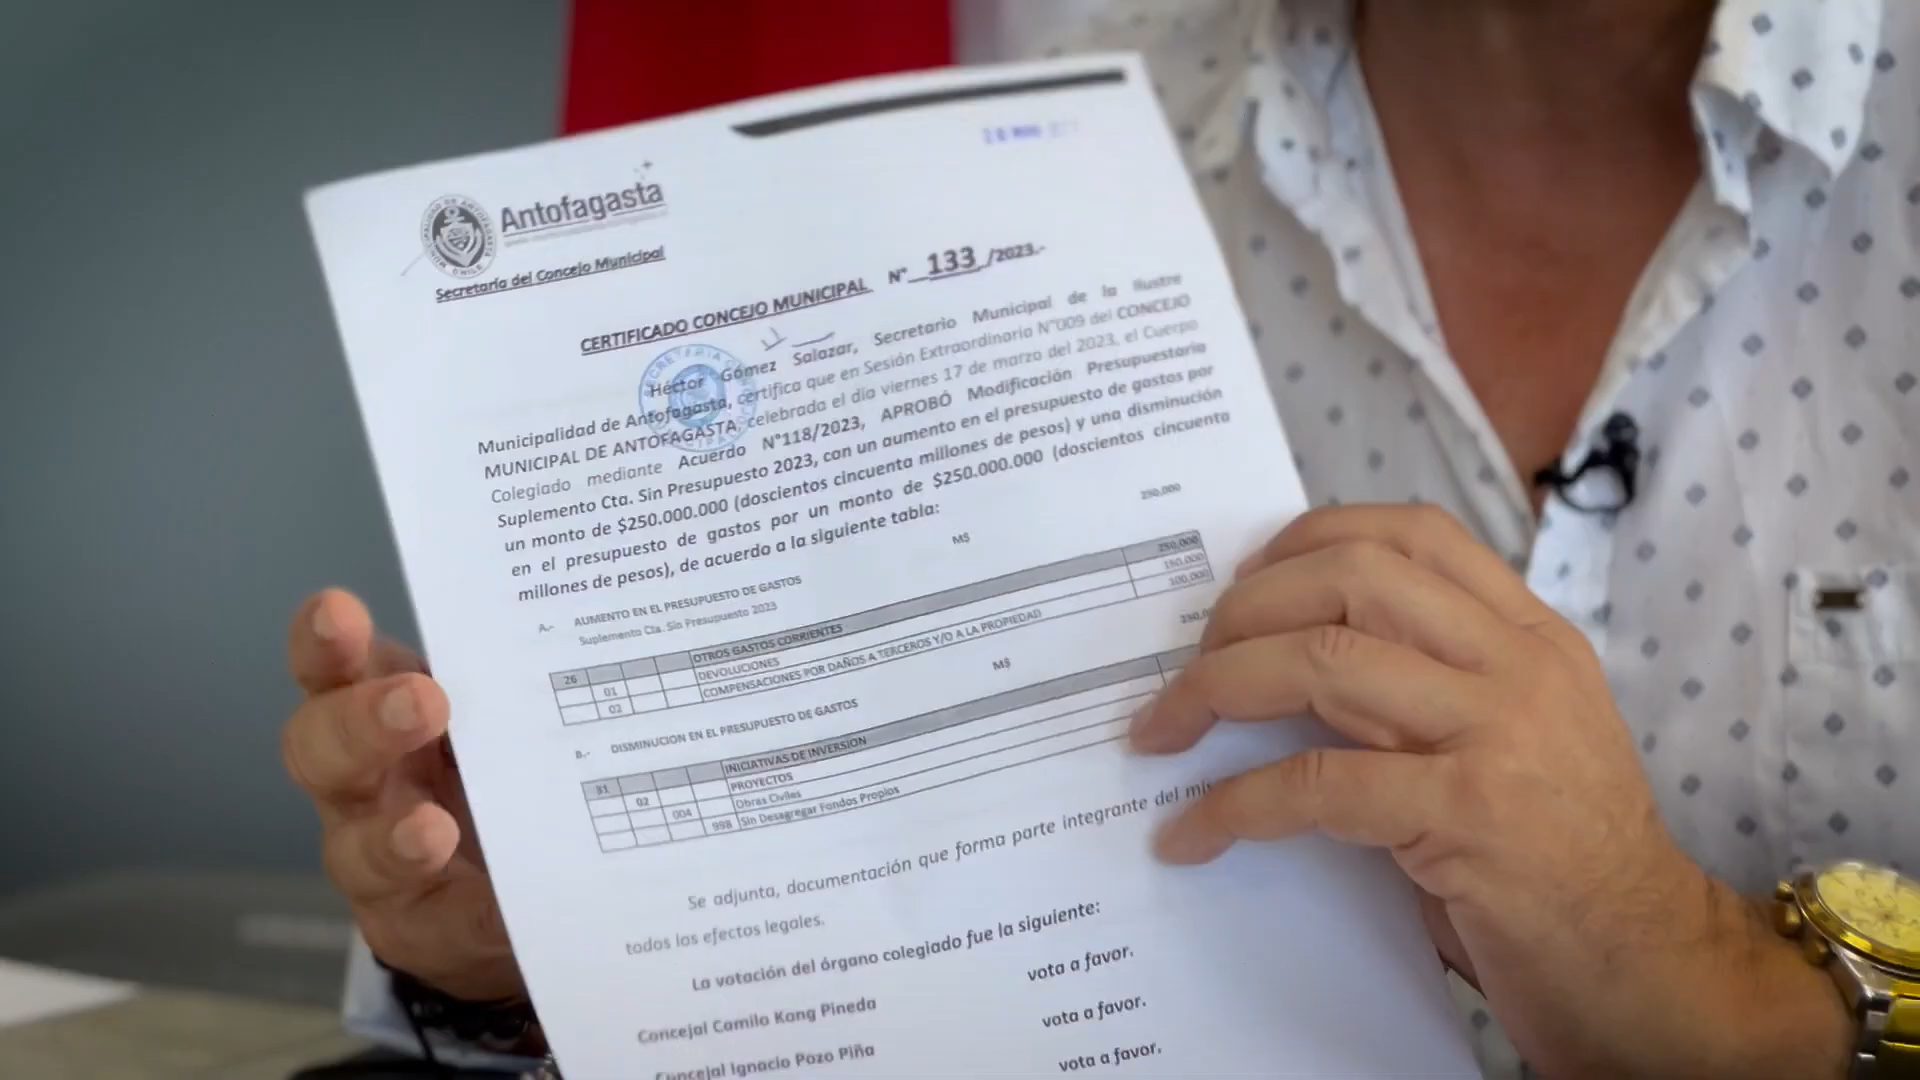 Antofagasta
Secretaría del Concejo Municipal
CERTIFICADO CONCEJO MUNICIPAL N° 133 /2023.-
Héctor Gómez Salazar, Secretario Municipal de la Ilustre
Municipalidad de Antofagasta, certifica que en Sesión Extraordinaria N°009 del CONCEJO
MUNICIPAL DE ANTOFAGASTA, celebrada el día viernes 17 de marzo del 2023, el Cuerpo
Colegiado mediante Acuerdo N°118/2023, APROBÓ Modificación Presupuestaria
Suplemento Cta. Sin Presupuesto 2023, con un aumento en el presupuesto de gastos por
un monto de $250.000.000 (doscientos cincuenta millones de pesos) y una disminución
en el presupuesto de gastos por un monto de $250.000.000 (doscientos cincuenta
millones de pesos), de acuerdo a la siguiente tabla:
A.- AUMENTO EN EL PRESUPUESTO DE GASTOS M$ 250,000
Suplemento Cta. Sin Presupuesto 2023
26 OTROS GASTOS CORRIENTES 250,000
01 DEVOLUCIONES 150,000
02 COMPENSACIONES POR DAÑOS A TERCEROS Y/O A LA PROPIEDAD 100,000
B.- DISMINUCION EN EL PRESUPUESTO DE GASTOS M$
31 INICIATIVAS DE INVERSION
02 PROYECTOS
004 Obras Civiles
998 Sin Desagregar Fondos Propios
Se adjunta, documentación que forma parte integrante del
todos los efectos legales.
La votación del órgano colegiado fue la siguiente:
Concejal Camilo Kong Pineda vota a favor.
Concejal Ignacio Pozo Piña vota a favor.
vota a favor.